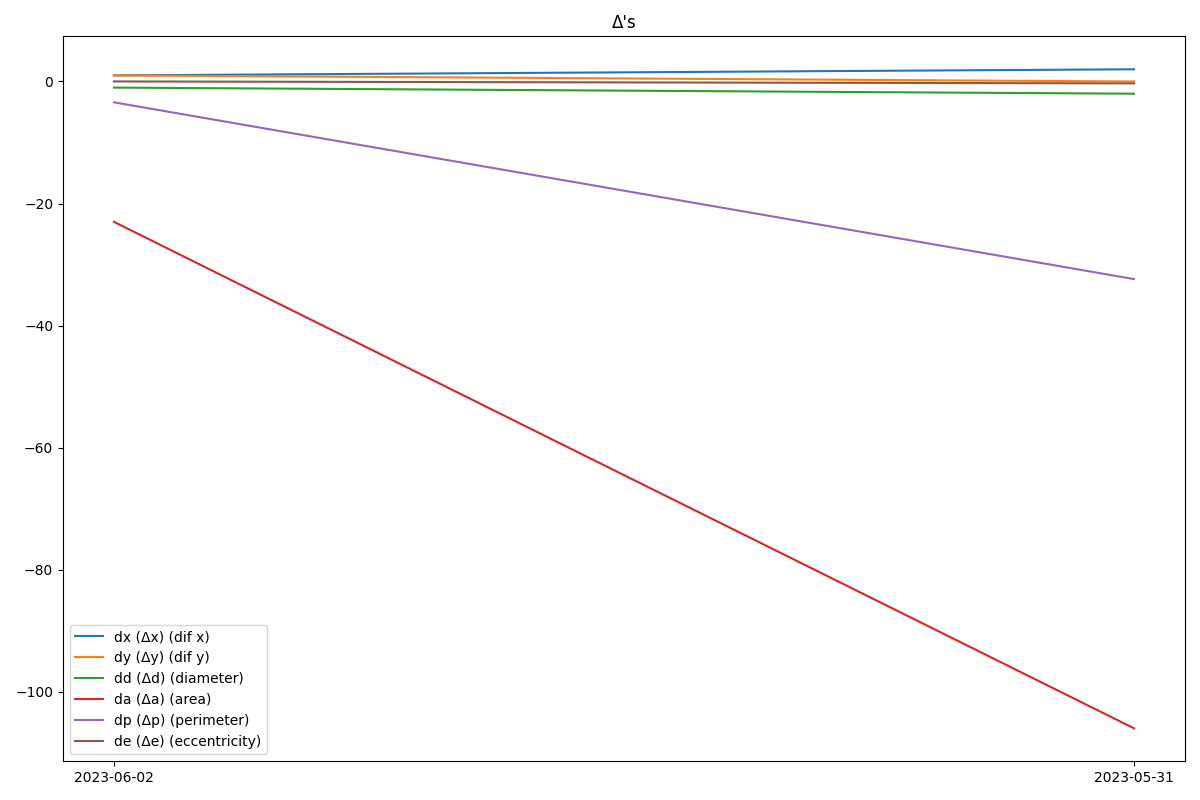 Δ's
0
−20
−40
−60
−80
−100
dx (Δx) (dif x)
dy (Δy) (dif y)
dd (Δd) (diameter)
da (Δa) (area)
dp (Δp) (perimeter)
de (Δe) (eccentricity)
2023-06-02 2023-05-31